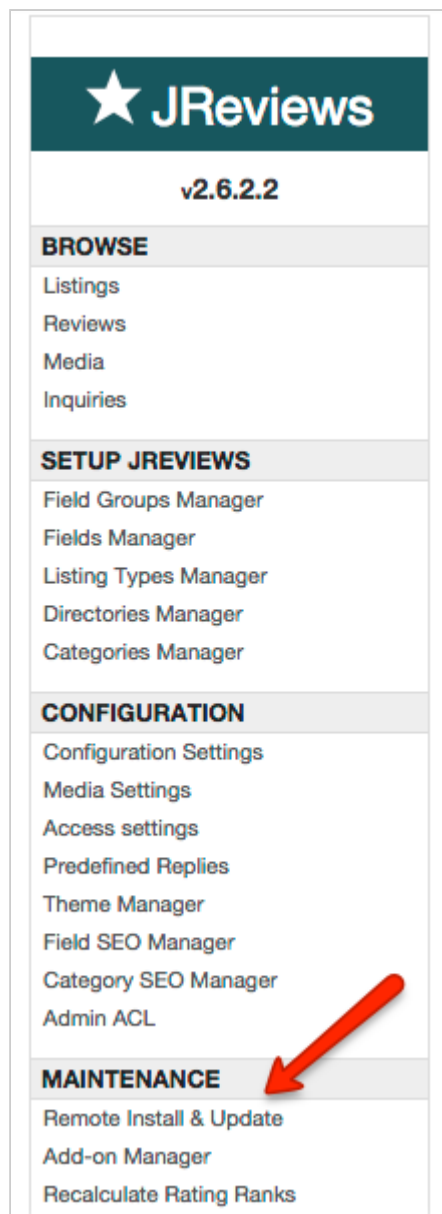 JReviews
v2.6.2.2
BROWSE
Listings
Reviews
Media
Inquiries
SETUP JREVIEWS
Field Groups Manager
Fields Manager
Listing Types Manager
Directories Manager
Categories Manager
CONFIGURATION
Configuration Settings
Media Settings
Access settings
Predefined Replies
Theme Manager
Field SEO Manager
Category SEO Manager
Admin ACL
MAINTENANCE
Remote Install & Update
Add-on Manager
Recalculate Rating Ranks